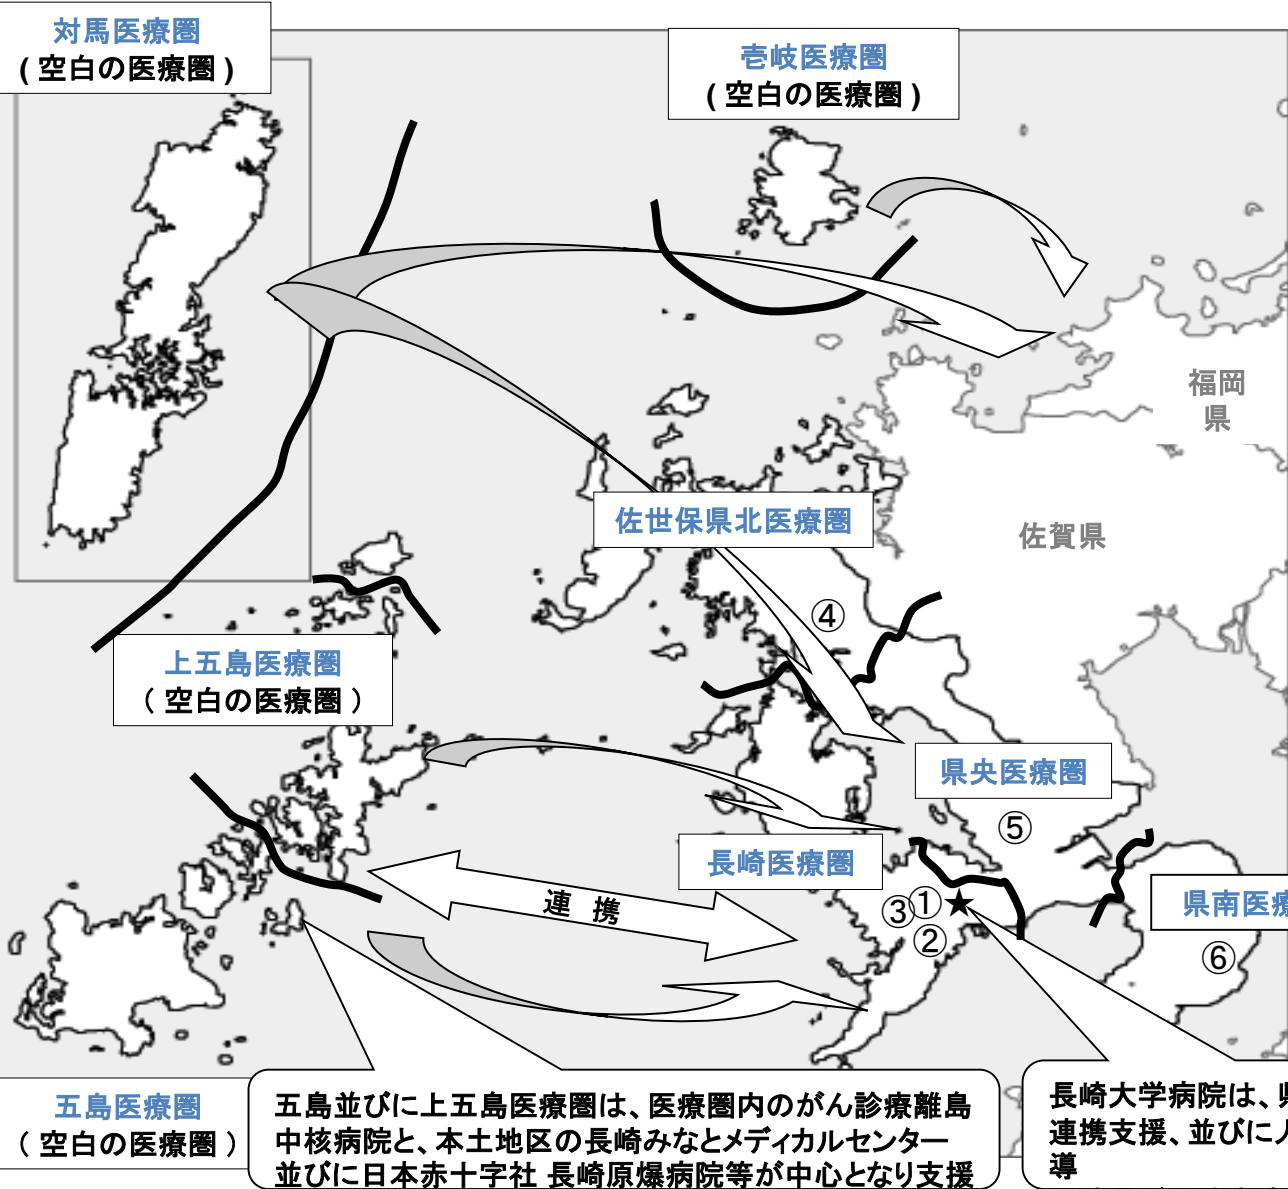 対馬医療圏
( 空白の医療圏 )
壱岐医療圏
( 空白の医療圏 )
福岡
県
佐世保県北医療圏
佐賀県
④
上五島医療圏
( 空白の医療圏 )
県央医療圏
⑤
長崎医療圏
連 携
③① ★
②
県南医療
⑥
五島医療圏
( 空白の医療圏 )
五島並びに上五島医療圏は、医療圏内のがん診療離島
中核病院と、本土地区の長崎みなとメディカルセンター
並びに日本赤十字社 長崎原爆病院等が中心となり支援
長崎大学病院は、
連携支援、並びに
導